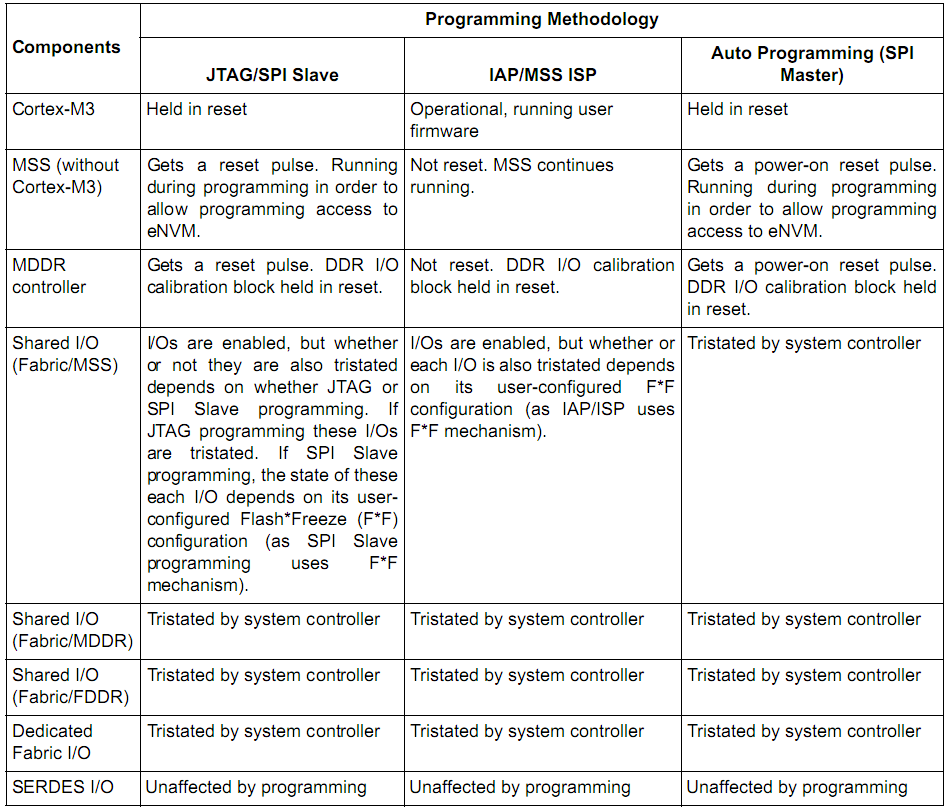 Components
Programming Methodology
JTAG/SPI Slave
IAP/MSS ISP
Auto Programming (SPI
Master)
Cortex-M3
Held in reset
Operational, running user
firmware
Held in reset
MSS (without
Cortex-M3)
Gets a reset pulse. Running
during programming in order to
allow programming access to
eNVM.
Not reset. MSS continues
running.
Gets a power-on reset pulse.
Running during programming
in order to allow programming
access to eNVM.
MDDR
controller
Gets a reset pulse. DDR I/O
calibration block held in reset.
Not reset. DDR I/O calibration
block held in reset.
Gets a power-on reset pulse.
DDR I/O calibration block held
in reset.
Shared I/O
(Fabric/MSS)
I/Os are enabled, but whether
or not they are also tristated
depends on whether JTAG or
SPI Slave programming. If
JTAG programming these I/Os
are tristated. If SPI Slave
programming, the state of these
each I/O depends on its user-
configured Flash*Freeze (F*F)
configuration (as SPI Slave
programming uses F*F
mechanism).
I/Os are enabled, but whether or
each I/O is also tristated depends
on its user-configured F*F
configuration (as IAP/ISP uses
F*F mechanism).
Tristated by system controller
Shared I/O
(Fabric/MDDR)
Tristated by system controller
Tristated by system controller
Tristated by system controller
Shared I/O
(Fabric/FDDR)
Tristated by system controller
Tristated by system controller
Tristated by system controller
Dedicated
Fabric I/O
Tristated by system controller
Tristated by system controller
Tristated by system controller
SERDES I/O
Unaffected by programming
Unaffected by programming
Unaffected by programming